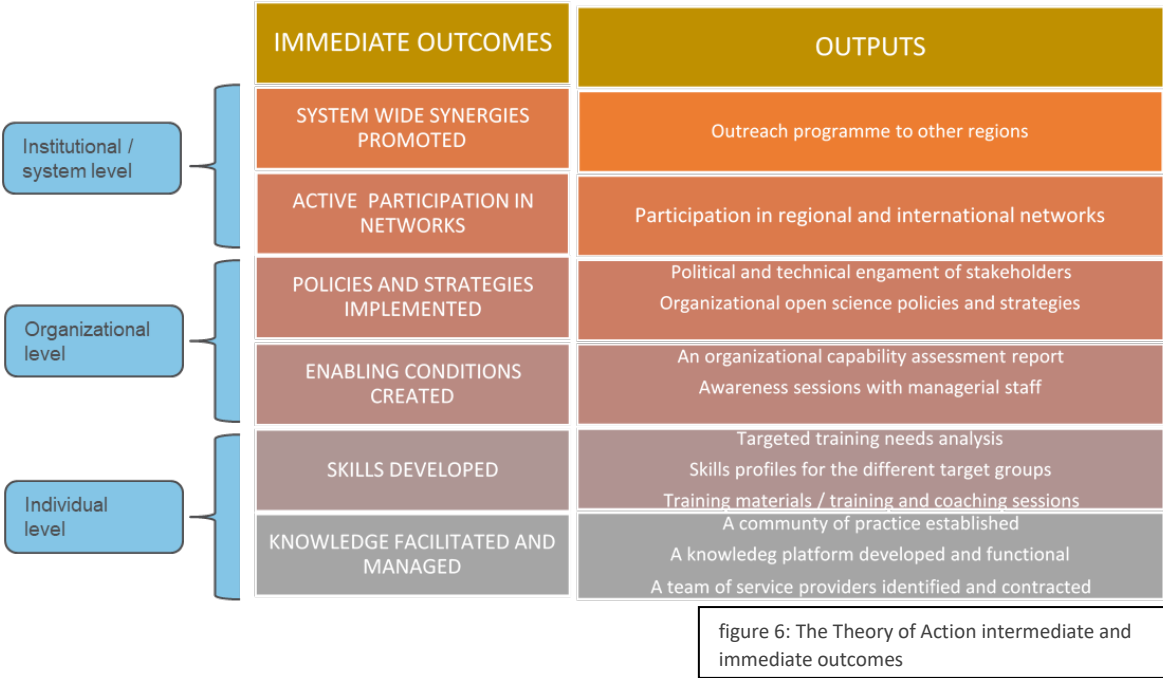 IMMEDIATE OUTCOMES
OUTPUTS
Institutional /
system level
SYSTEM WIDE SYNERGIES
PROMOTED
Outreach programme to other regions
ACTIVE PARTICIPATION IN
NETWORKS
Participation in regional and international networks
Organizational
level
POLICIES AND STRATEGIES
IMPLEMENTED
Political and technical engament of stakeholders
Organizational open science policies and strategies
ENABLING CONDITIONS
CREATED
An organizational capability assessment report
Awareness sessions with managerial staff
Individual
level
SKILLS DEVELOPED
Targeted training needs analysis
Skills profiles for the different target groups
Training materials / training and coaching sessions
KNOWLEDGE FACILITATED AND
MANAGED
A communty of practice established
A knowledeg platform developed and functional
A team of service providers identified and contracted
figure 6: The Theory of Action intermediate and
immediate outcomes